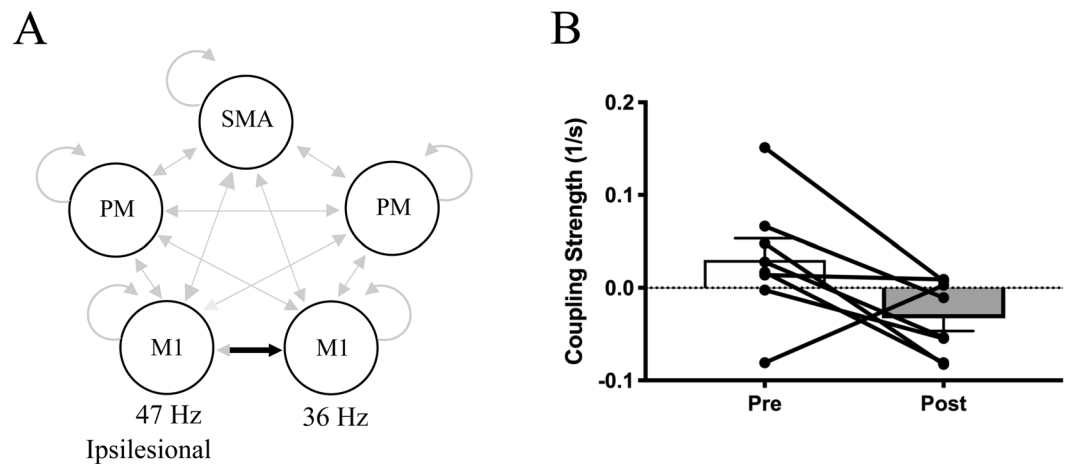 A
SMA
PM
PM
M1
M1
47 Hz
36 Hz
Ipsilesional
B
Coupling Strength (1/s)
0.2
0.1
0.0
-0.1
Pre
Post